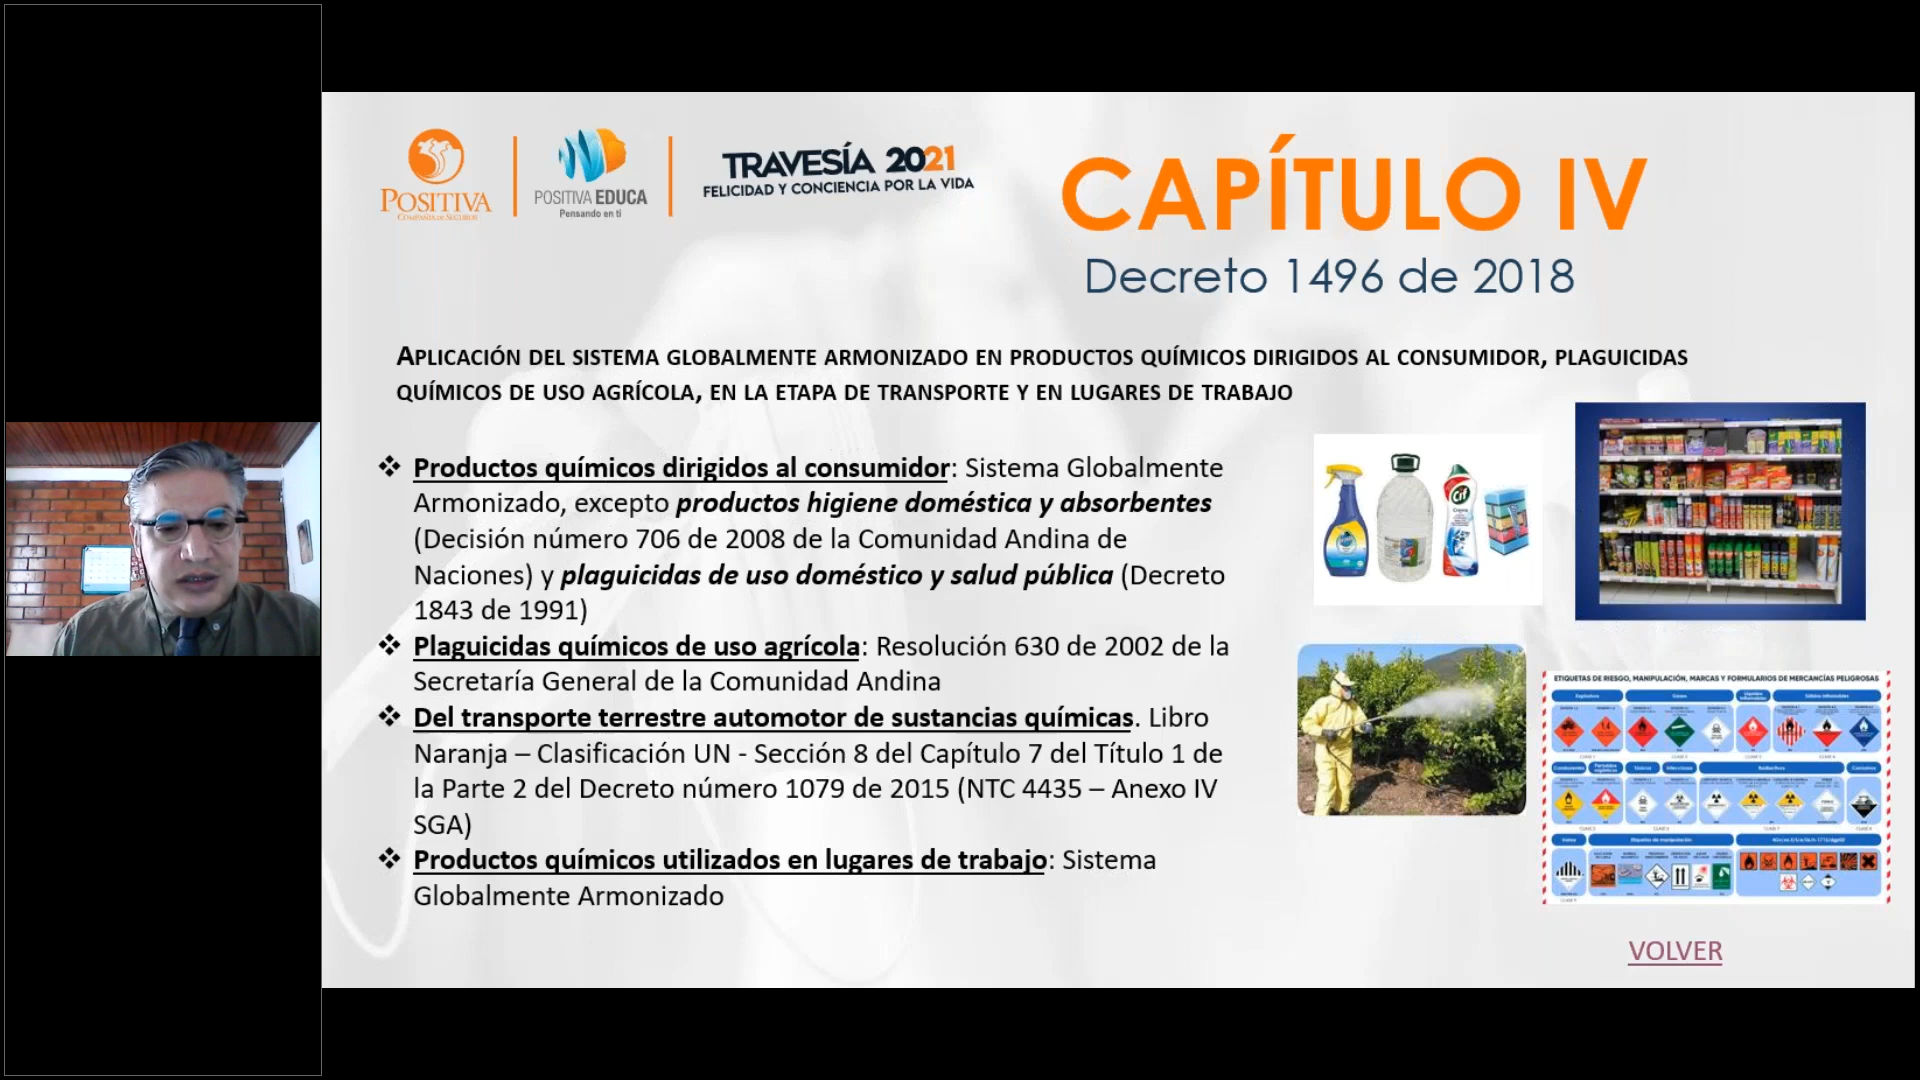 POSITIVA
COMPAÑÍA DE SEGUROS
POSITIVA EDUCA
Pensando en ti
TRAVESÍA 2021
FELICIDAD Y CONCIENCIA POR LA VIDA
CAPÍTULO IV
Decreto 1496 de 2018
APLICACIÓN DEL SISTEMA GLOBALMENTE ARMONIZADO EN PRODUCTOS QUÍMICOS DIRIGIDOS AL CONSUMIDOR, PLAGUICIDAS
QUÍMICOS DE USO AGRÍCOLA, EN LA ETAPA DE TRANSPORTE Y EN LUGARES DE TRABAJO
❖ Productos químicos dirigidos al consumidor: Sistema Globalmente
Armonizado, excepto productos higiene doméstica y absorbentes
(Decisión número 706 de 2008 de la Comunidad Andina de
Naciones) y plaguicidas de uso doméstico y salud pública (Decreto
1843 de 1991)
❖ Plaguicidas químicos de uso agrícola: Resolución 630 de 2002 de la
Secretaría General de la Comunidad Andina
❖ Del transporte terrestre automotor de sustancias químicas. Libro
Naranja – Clasificación UN - Sección 8 del Capítulo 7 del Título 1 de
la Parte 2 del Decreto número 1079 de 2015 (NTC 4435 – Anexo IV
SGA)
❖ Productos químicos utilizados en lugares de trabajo: Sistema
Globalmente Armonizado
Cif
ETIQUETAS DE RIESGO, MANIPULACIÓN, MARCAS Y FORMULARIOS DE MERCANCÍAS PELIGROSAS
VOLVER